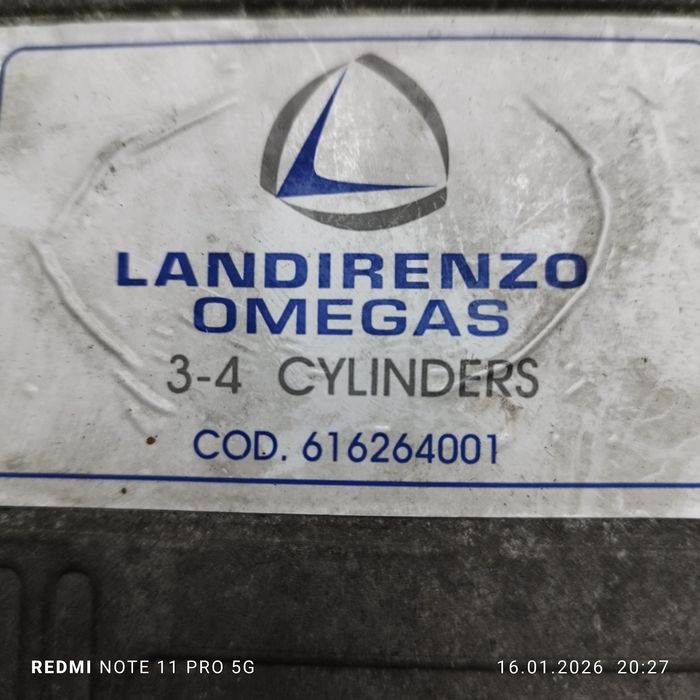 LANDIRENZO
OMEGAS
3-4 CYLINDERS
COD. 616264001
REDMI NOTE 11 PRO 5G
16.01.2026 20:27